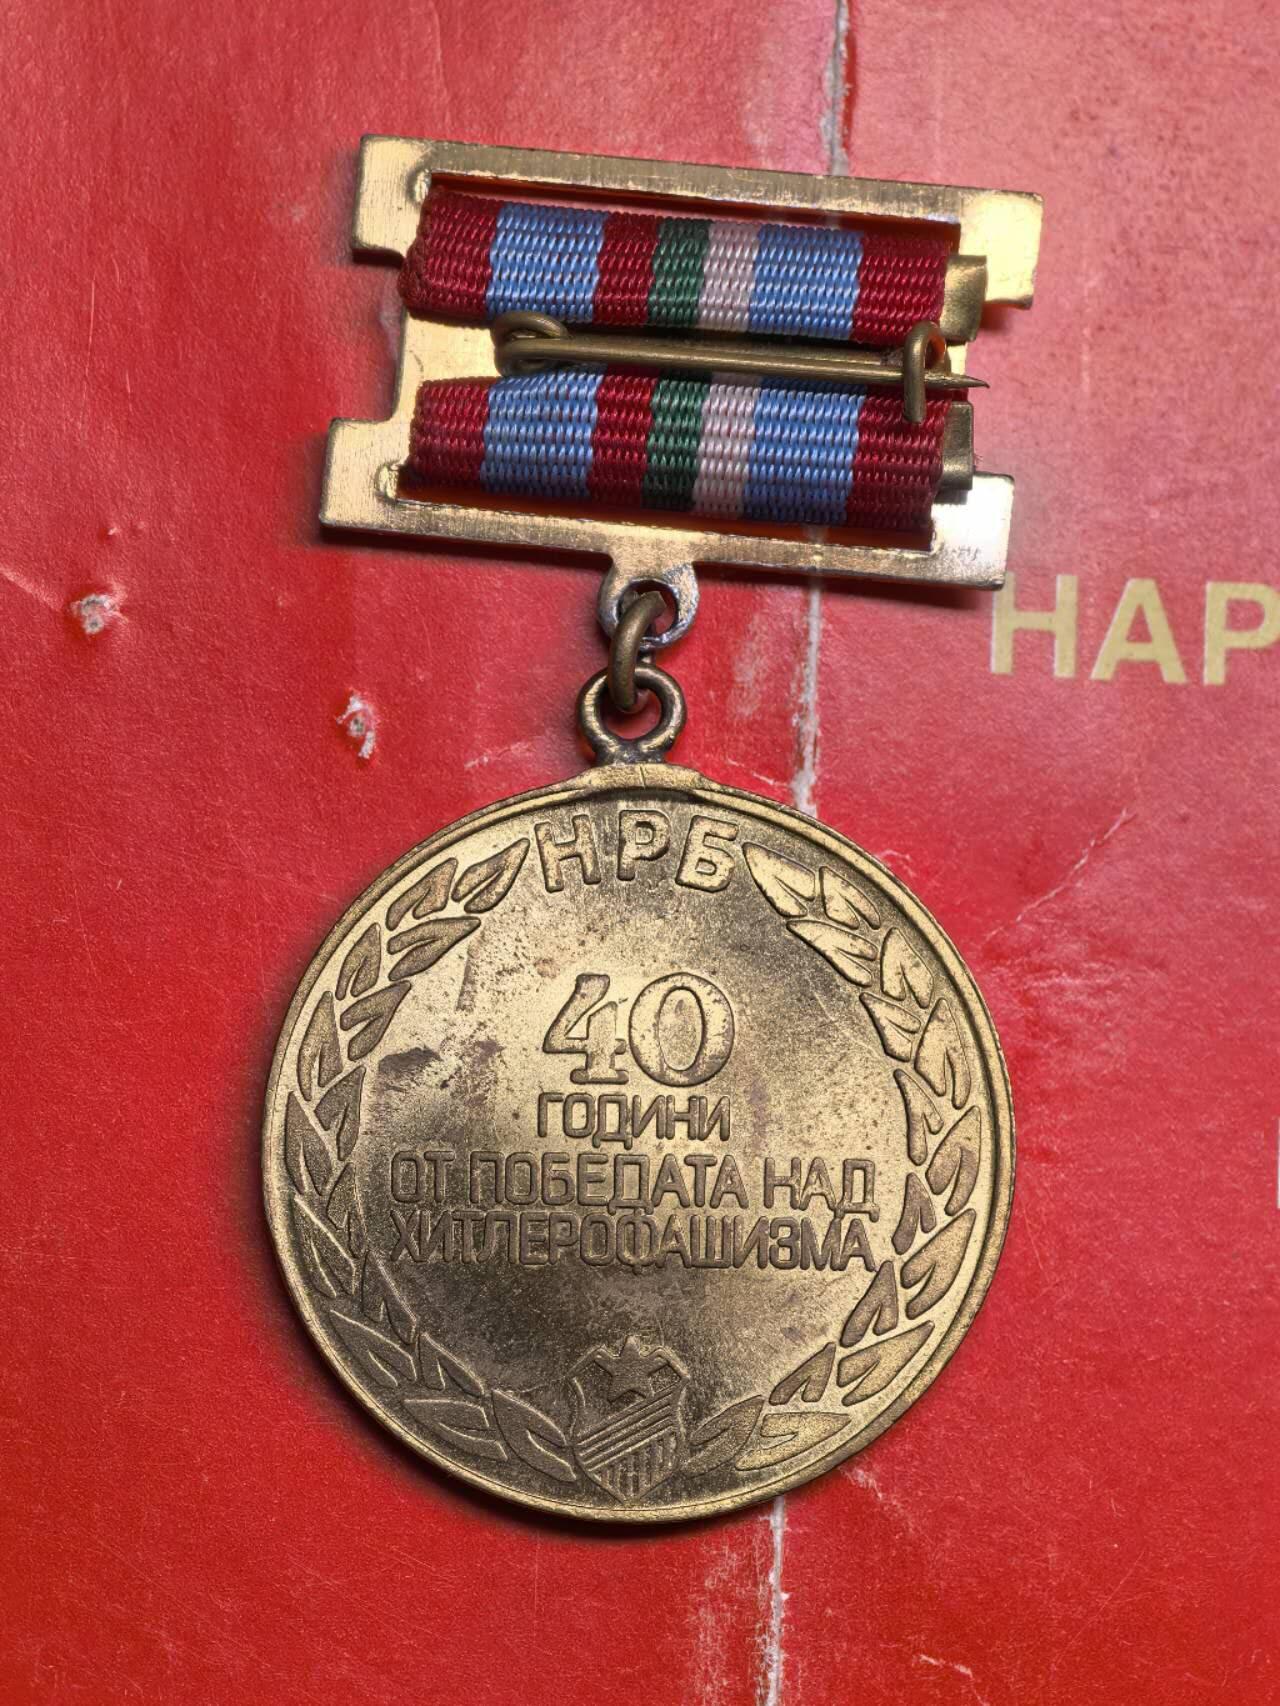 НАР
НРБ
40
ГОДИНИ
ОТ ПОБЕДАТА НАД
ХИТЛЕРОФАШИЗМА